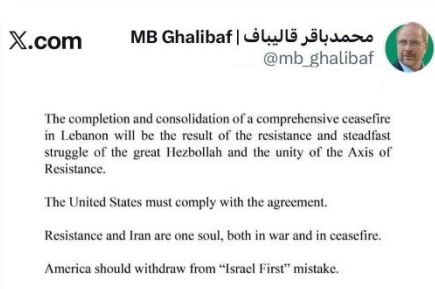 X.com
MB Ghalibaf | محمدباقر قالیباف
@mb_ghalibaf
The completion and consolidation of a comprehensive ceasefire
in Lebanon will be the result of the resistance and steadfast
struggle of the great Hezbollah and the unity of the Axis of
Resistance.
The United States must comply with the agreement.
Resistance and Iran are one soul, both in war and in ceasefire.
America should withdraw from “Israel First” mistake.